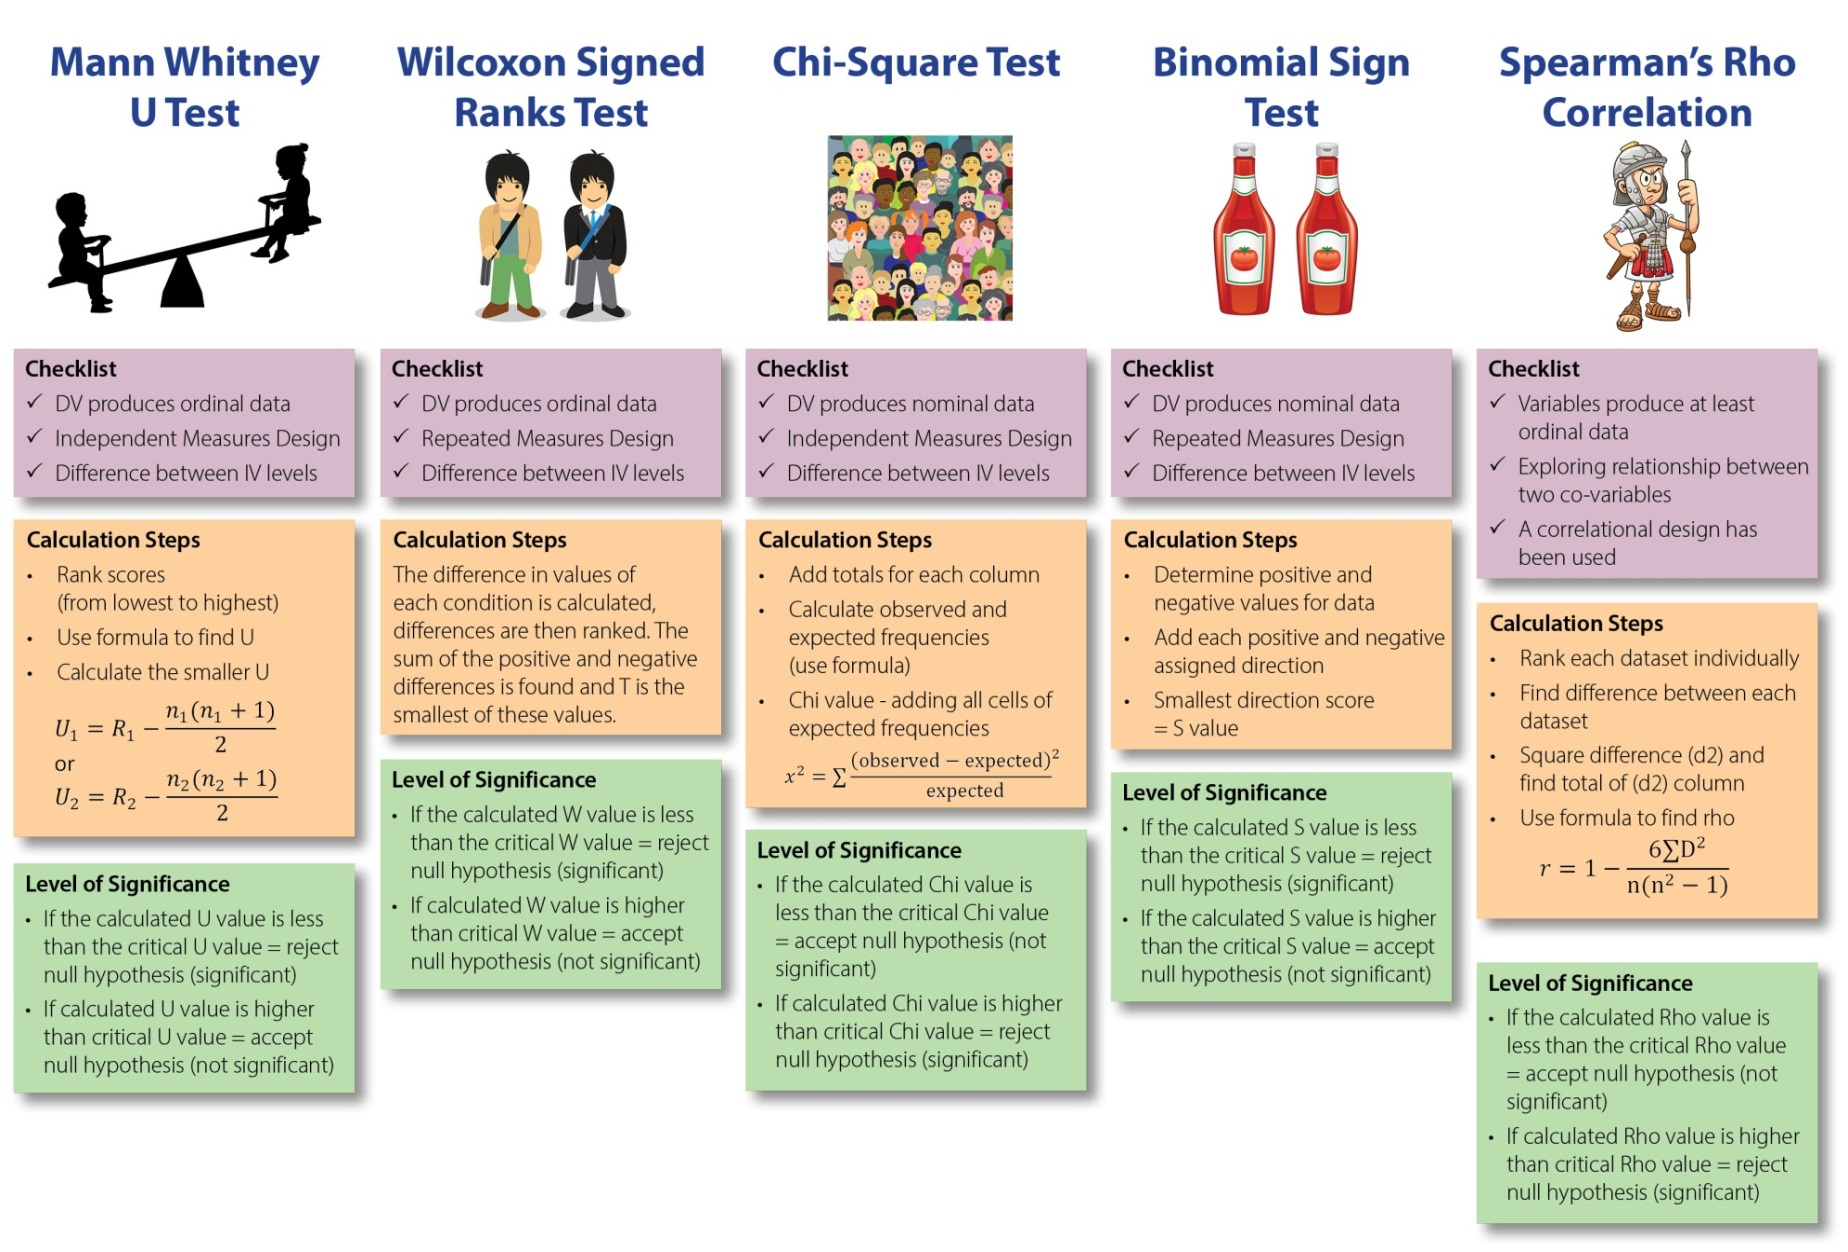 Mann Whitney
U Test
Checklist
✓ DV produces ordinal data
✓ Independent Measures Design
✓ Difference between IV levels
Calculation Steps
• Rank scores
(from lowest to highest)
• Use formula to find U
• Calculate the smaller U
U₁ = R₁ − n₁(n₁ + 1)/2
or
U₂ = R₂ − n₂(n₂ + 1)/2
Level of Significance
• If the calculated U value is less
than the critical U value = reject
null hypothesis (significant)
• If calculated U value is higher
than critical U value = accept
null hypothesis (not significant)
Wilcoxon Signed
Ranks Test
Checklist
✓ DV produces ordinal data
✓ Repeated Measures Design
✓ Difference between IV levels
Calculation Steps
The difference in values of
each condition is calculated,
differences are then ranked. The
sum of the positive and negative
differences is found and T is the
smallest of these values.
Level of Significance
• If the calculated W value is less
than the critical W value = reject
null hypothesis (significant)
• If calculated W value is higher
than critical W value = accept
null hypothesis (not significant)
Chi-Square Test
Checklist
✓ DV produces nominal data
✓ Independent Measures Design
✓ Difference between IV levels
Calculation Steps
• Add totals for each column
• Calculate observed and
expected frequencies
(use formula)
• Chi value - adding all cells of
expected frequencies
x² = ∑ (observed − expected)²/expected
Level of Significance
• If the calculated Chi value is
less than the critical Chi value
= accept null hypothesis (not
significant)
• If calculated Chi value is higher
than critical Chi value = reject
null hypothesis (significant)
Binomial Sign
Test
Checklist
✓ DV produces nominal data
✓ Repeated Measures Design
✓ Difference between IV levels
Calculation Steps
• Determine positive and
negative values for data
• Add each positive and negative
assigned direction
• Smallest direction score
= S value
Level of Significance
• If the calculated S value is less
than the critical S value = reject
null hypothesis (significant)
• If the calculated S value is higher
than the critical S value = accept
null hypothesis (not significant)
Spearman’s Rho
Correlation
Checklist
✓ Variables produce at least
ordinal data
✓ Exploring relationship between
two co-variables
✓ A correlational design has
been used
Calculation Steps
• Rank each dataset individually
• Find difference between each
dataset
• Square difference (d2) and
find total of (d2) column
• Use formula to find rho
r = 1 − 6∑D²/n(n² − 1)
Level of Significance
• If the calculated Rho value is
less than the critical Rho value
= accept null hypothesis (not
significant)
• If calculated Rho value is higher
than critical Rho value = reject
null hypothesis (significant)